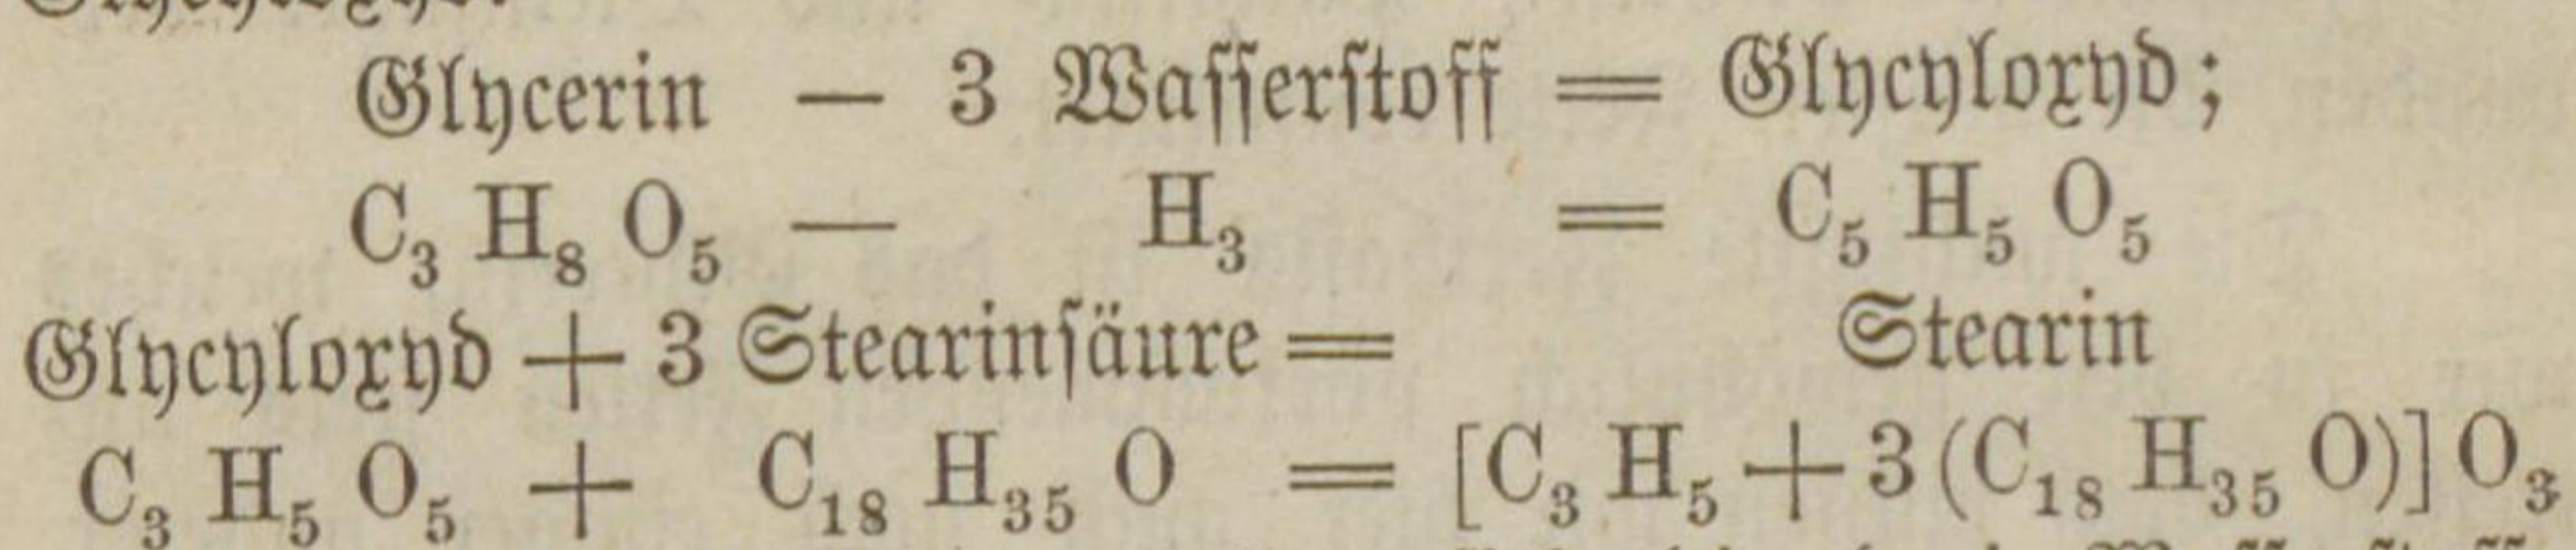 Glycerin — 3 Wasserstoff = Glycyloxyd;
C₃ H₈ O₅ — H₃ = C₅ H₅ O₅
Glycyloxyd + 3 Stearinsäure = Stearin
C₃ H₅ O₅ + C₁₈ H₃₅ O = [C₃ H₅ + 3 (C₁₈ H₃₅ O)] O₃